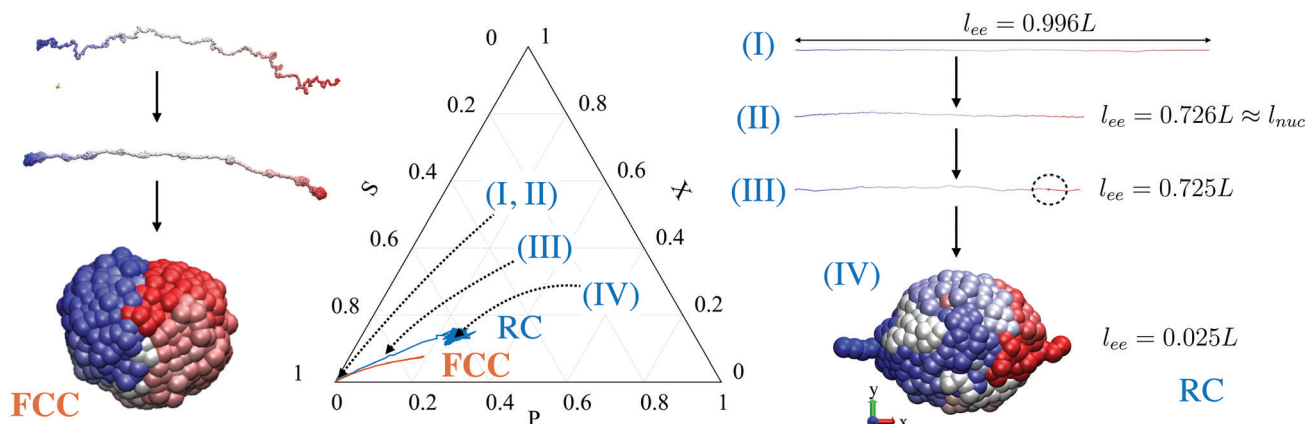 FCC
0
1
0.2
0.8
0.4
0.6
S
X
(I, II)
0.6
0.4
(III)
(IV)
0.8
0.2
RC
FCC
1
0
0
0.2
0.4
0.6
0.8
1
P
l_ee = 0.996L
(I)
(II)
l_ee = 0.726L ≈ l_nuc
(III)
l_ee = 0.725L
(IV)
l_ee = 0.025L
y
x
RC